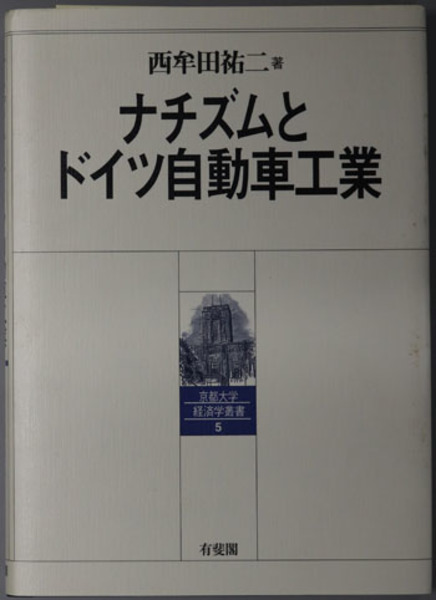 西牟田祐二著
ナチズムと
ドイツ自動車工業
京都大学
経済学叢書
5
有斐閣